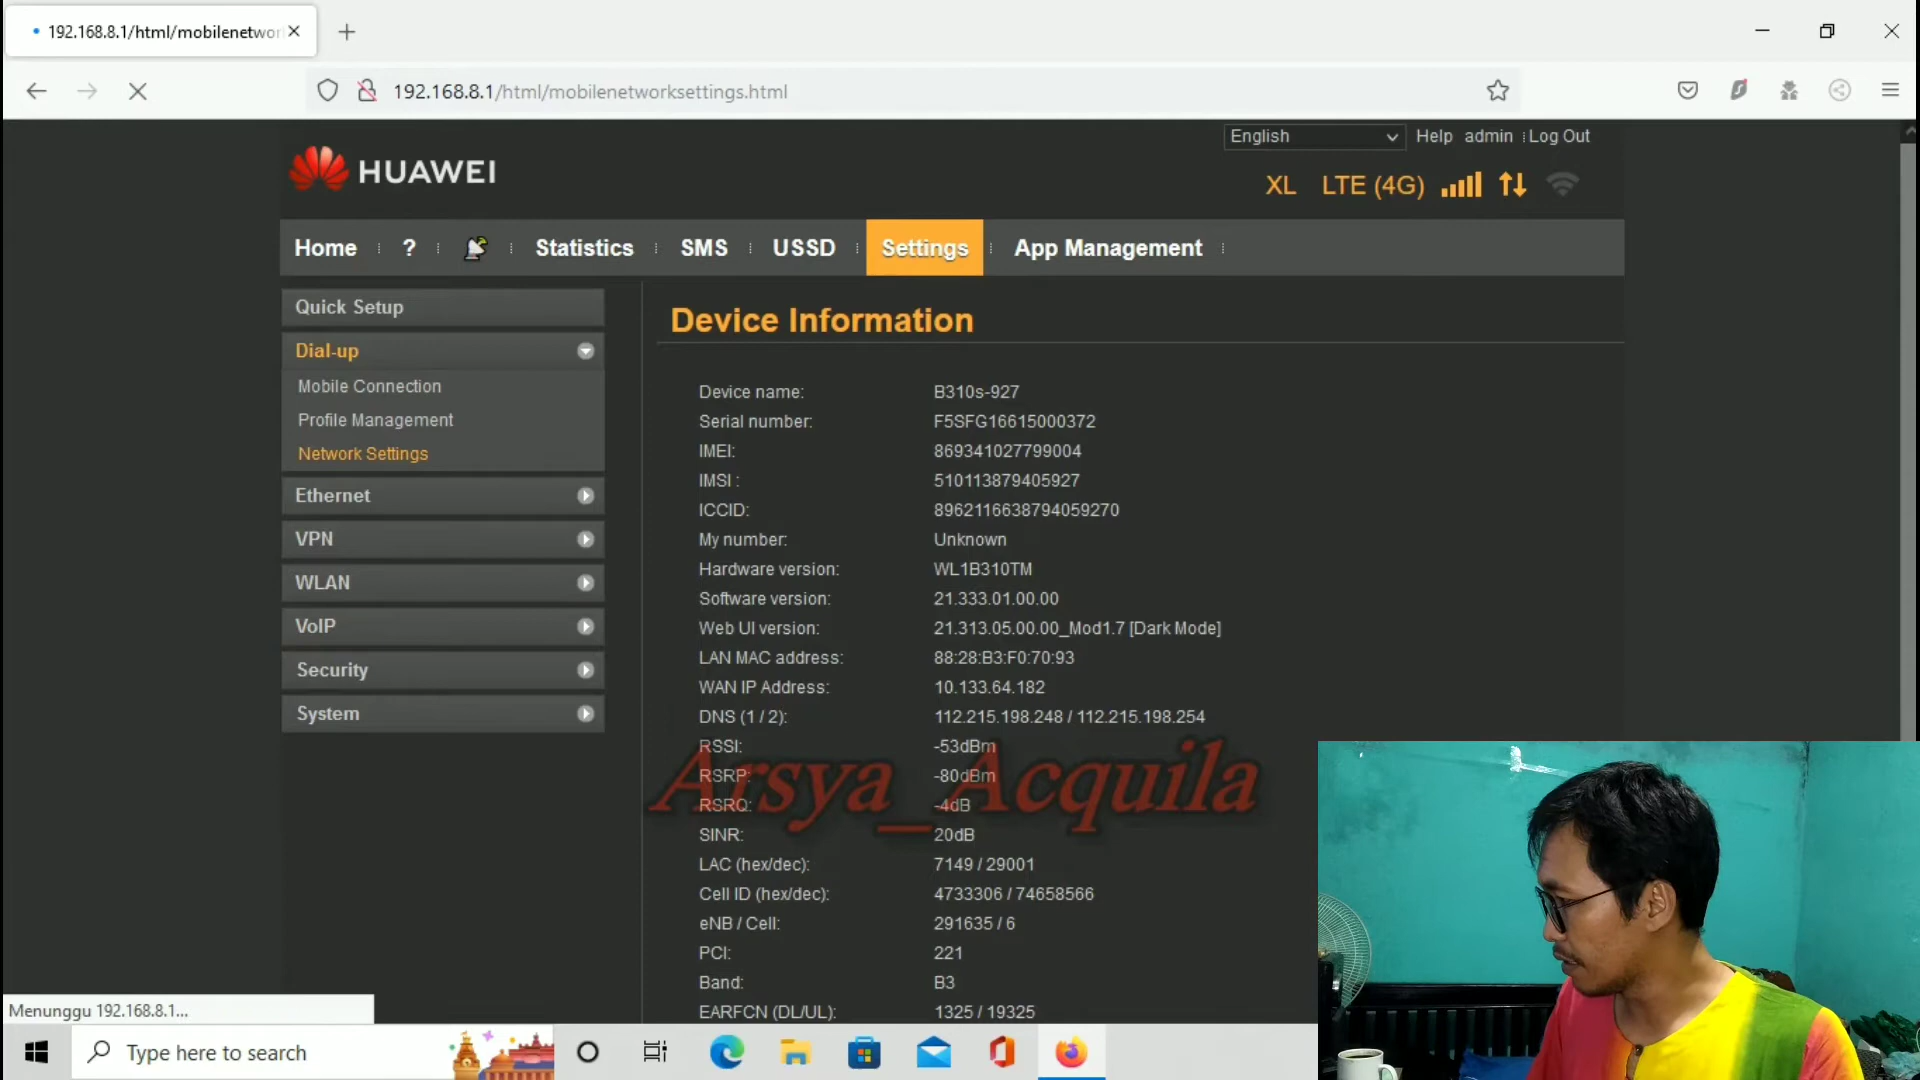 192.168.8.1/html/mobilenetwor
192.168.8.1/html/mobilenetworksettings.html
English Help admin Log Out
HUAWEI
XL LTE (4G)
Home ? Statistics SMS USSD Settings App Management
Quick Setup
Dial-up
Mobile Connection
Profile Management
Network Settings
Ethernet
VPN
WLAN
VoIP
Security
System
Device Information
Device name: B310s-927
Serial number: F5SFG16615000372
IMEI: 869341027799004
IMSI : 510113879405927
ICCID: 8962116638794059270
My number: Unknown
Hardware version: WL1B310TM
Software version: 21.333.01.00.00
Web UI version: 21.313.05.00.00_Mod1.7 [Dark Mode]
LAN MAC address: 88:28:B3:F0:70:93
WAN IP Address: 10.133.64.182
DNS (1 / 2): 112.215.198.248 / 112.215.198.254
RSSI: -53dBm
RSRP: -80dBm
RSRQ: -4dB
SINR: 20dB
LAC (hex/dec): 7149 / 29001
Cell ID (hex/dec): 4733306 / 74658566
eNB / Cell: 291635 / 6
PCI: 221
Band: B3
EARFCN (DL/UL): 1325 / 19325
Arsya_Acquila
Menunggu 192.168.8.1...
Type here to search